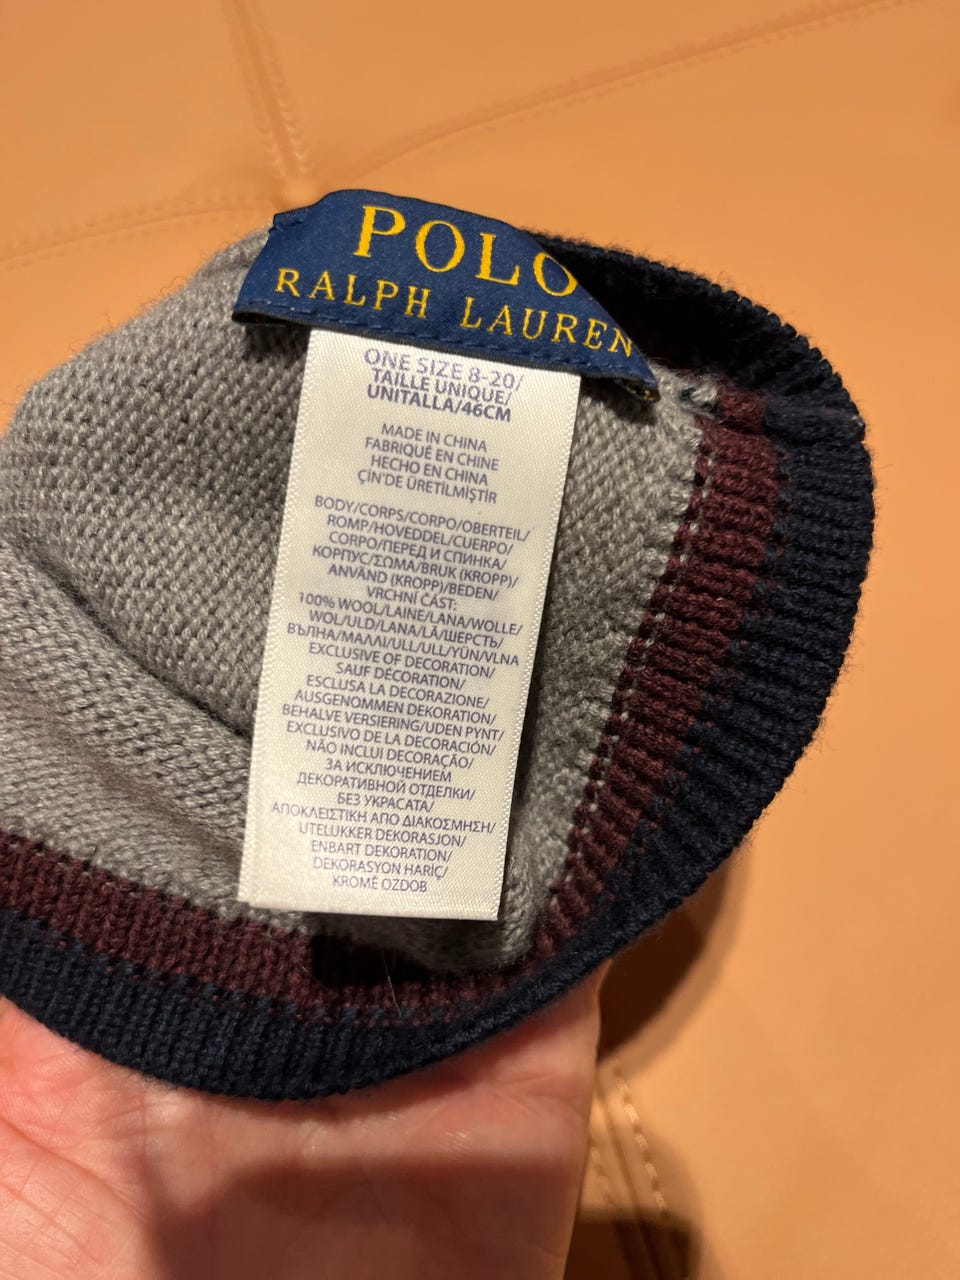 POLO
RALPH LAUREN
ONE SIZE 8-20/
TAILLE UNIQUE/
UNITALLA/46CM
MADE IN CHINA
FABRIQUÉ EN CHINE
HECHO EN CHINA
ÇİN'DE ÜRETİLMİŞTİR
BODY/CORPS/CORPO/OBERTEIL/
ROMP/HOVEDDEL/CUERPO/
CORPO/ПЕРЕД И СПИНКА/
КОРПУС/ΣΩΜΑ/BRUK (KROPP)/
ANVÄND (KROPP)/BEDEN/
VRCHNÍ ČÁST:
100% WOOL/LAINE/LANA/WOLLE/
WOL/ULD/LANA/LÃ/ШЕРСТЬ/
ВЪЛНА/ΜΑΛΛΙ/ULL/ULL/YÜN/VLNA
EXCLUSIVE OF DECORATION/
SAUF DÉCORATION/
ESCLUSA LA DECORAZIONE/
AUSGENOMMEN DEKORATION/
BEHALVE VERSIERING/UDEN PYNT/
EXCLUSIVO DE LA DECORACIÓN/
NÃO INCLUI DECORAÇÃO/
ЗА ИСКЛЮЧЕНИЕМ
ДЕКОРАТИВНОЙ ОТДЕЛКИ/
БЕЗ УКРАСАТА/
ΑΠΟΚΛΕΙΣΤΙΚΗ ΑΠΟ ΔΙΑΚΟΣΜΗΣΗ/
UTELUKKER DEKORASJON/
ENBART DEKORATION/
DEKORASYON HARİÇ/
KROMĚ OZDOB